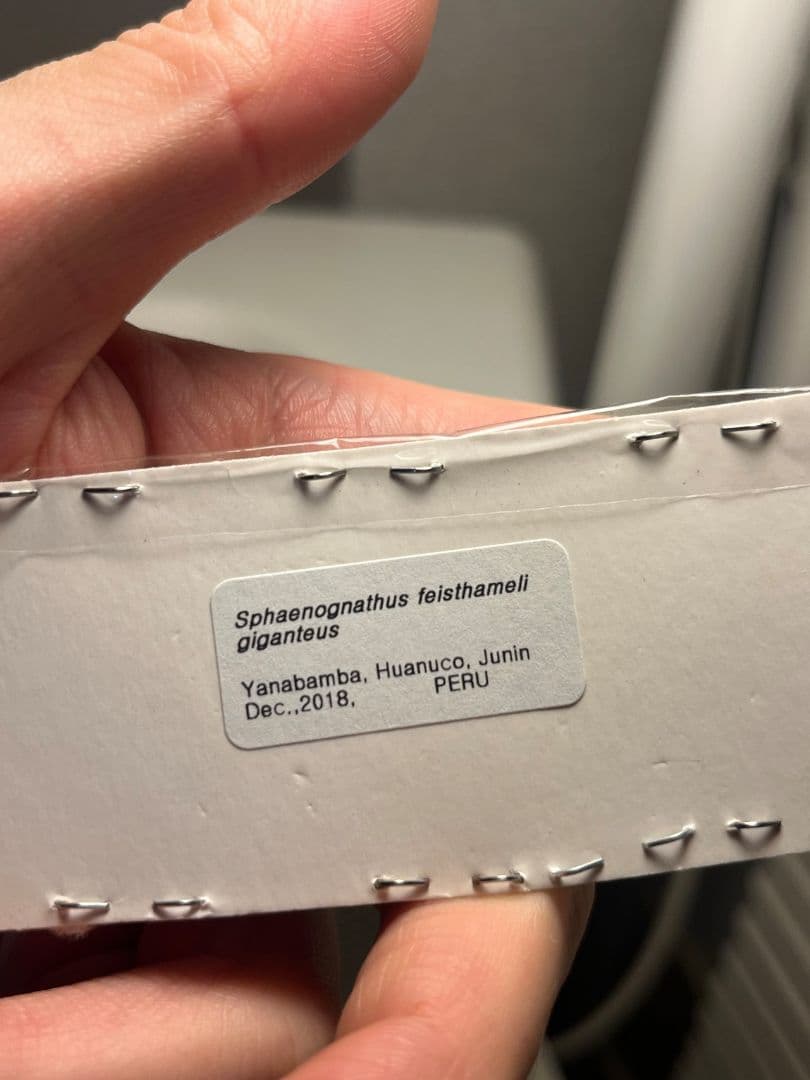 Sphaenognathus feisthameli
giganteus
Yanabamba, Huanuco, Junin
Dec.,2018, PERU